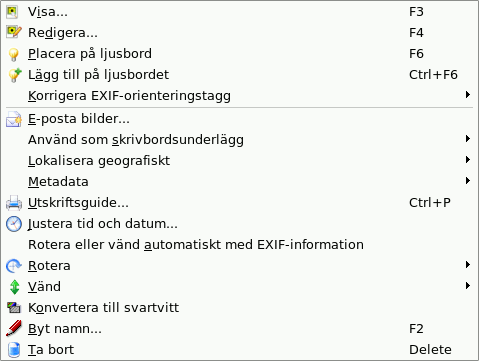 Visa... F3
Redigera... F4
Placera på ljusbord F6
Lägg till på ljusbordet Ctrl+F6
Korrigera EXIF-orienteringstagg
E-posta bilder...
Använd som skrivbordsunderlägg
Lokalisera geografiskt
Metadata
Utskriftsguide... Ctrl+P
Justera tid och datum...
Rotera eller vänd automatiskt med EXIF-information
Rotera
Vänd
Konvertera till svartvitt
Byt namn... F2
Ta bort Delete